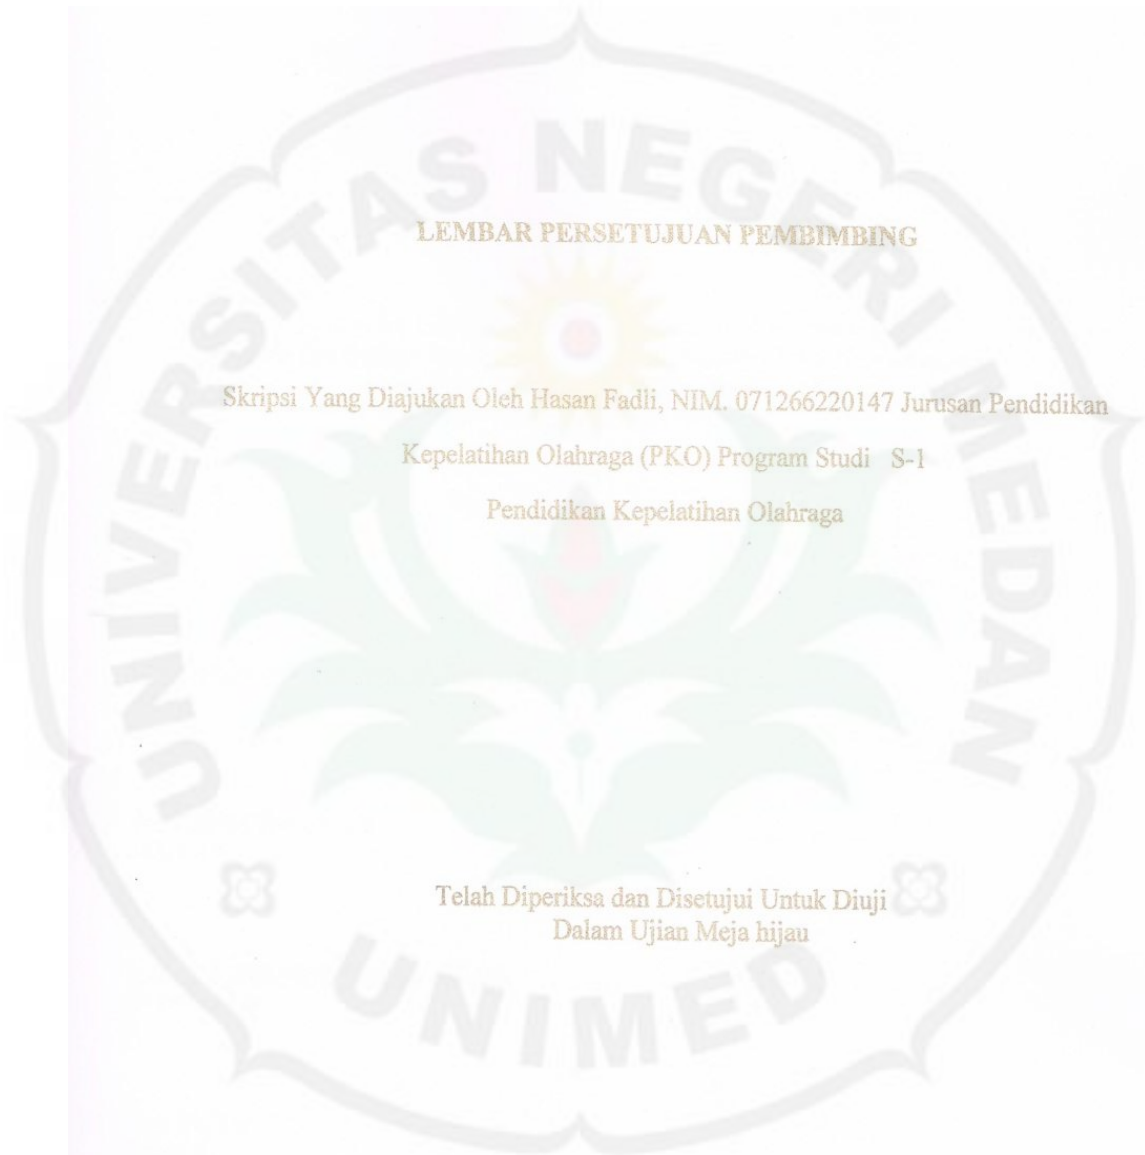 LEMBAR PERSETUJUAN PEMBIMBING
Skripsi Yang Diajukan Oleh Hasan Fadli, NIM. 071266220147 Jurusan Pendidikan
Kepelatihan Olahraga (PKO) Program Studi S-1
Pendidikan Kepelatihan Olahraga
Telah Diperiksa dan Disetujui Untuk Diuji
Dalam Ujian Meja hijau
UNIVERSITAS NEGERI MEDAN
UNIMED